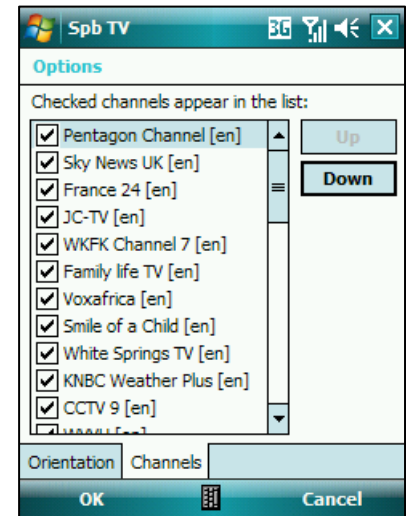 Spb TV 3G
Options
Checked channels appear in the list:
Pentagon Channel [en]
Up
Sky News UK [en]
Down
France 24 [en]
JC-TV [en]
WKFK Channel 7 [en]
Family life TV [en]
Voxafrica [en]
Smile of a Child [en]
White Springs TV [en]
KNBC Weather Plus [en]
CCTV 9 [en]
Orientation Channels
OK Cancel